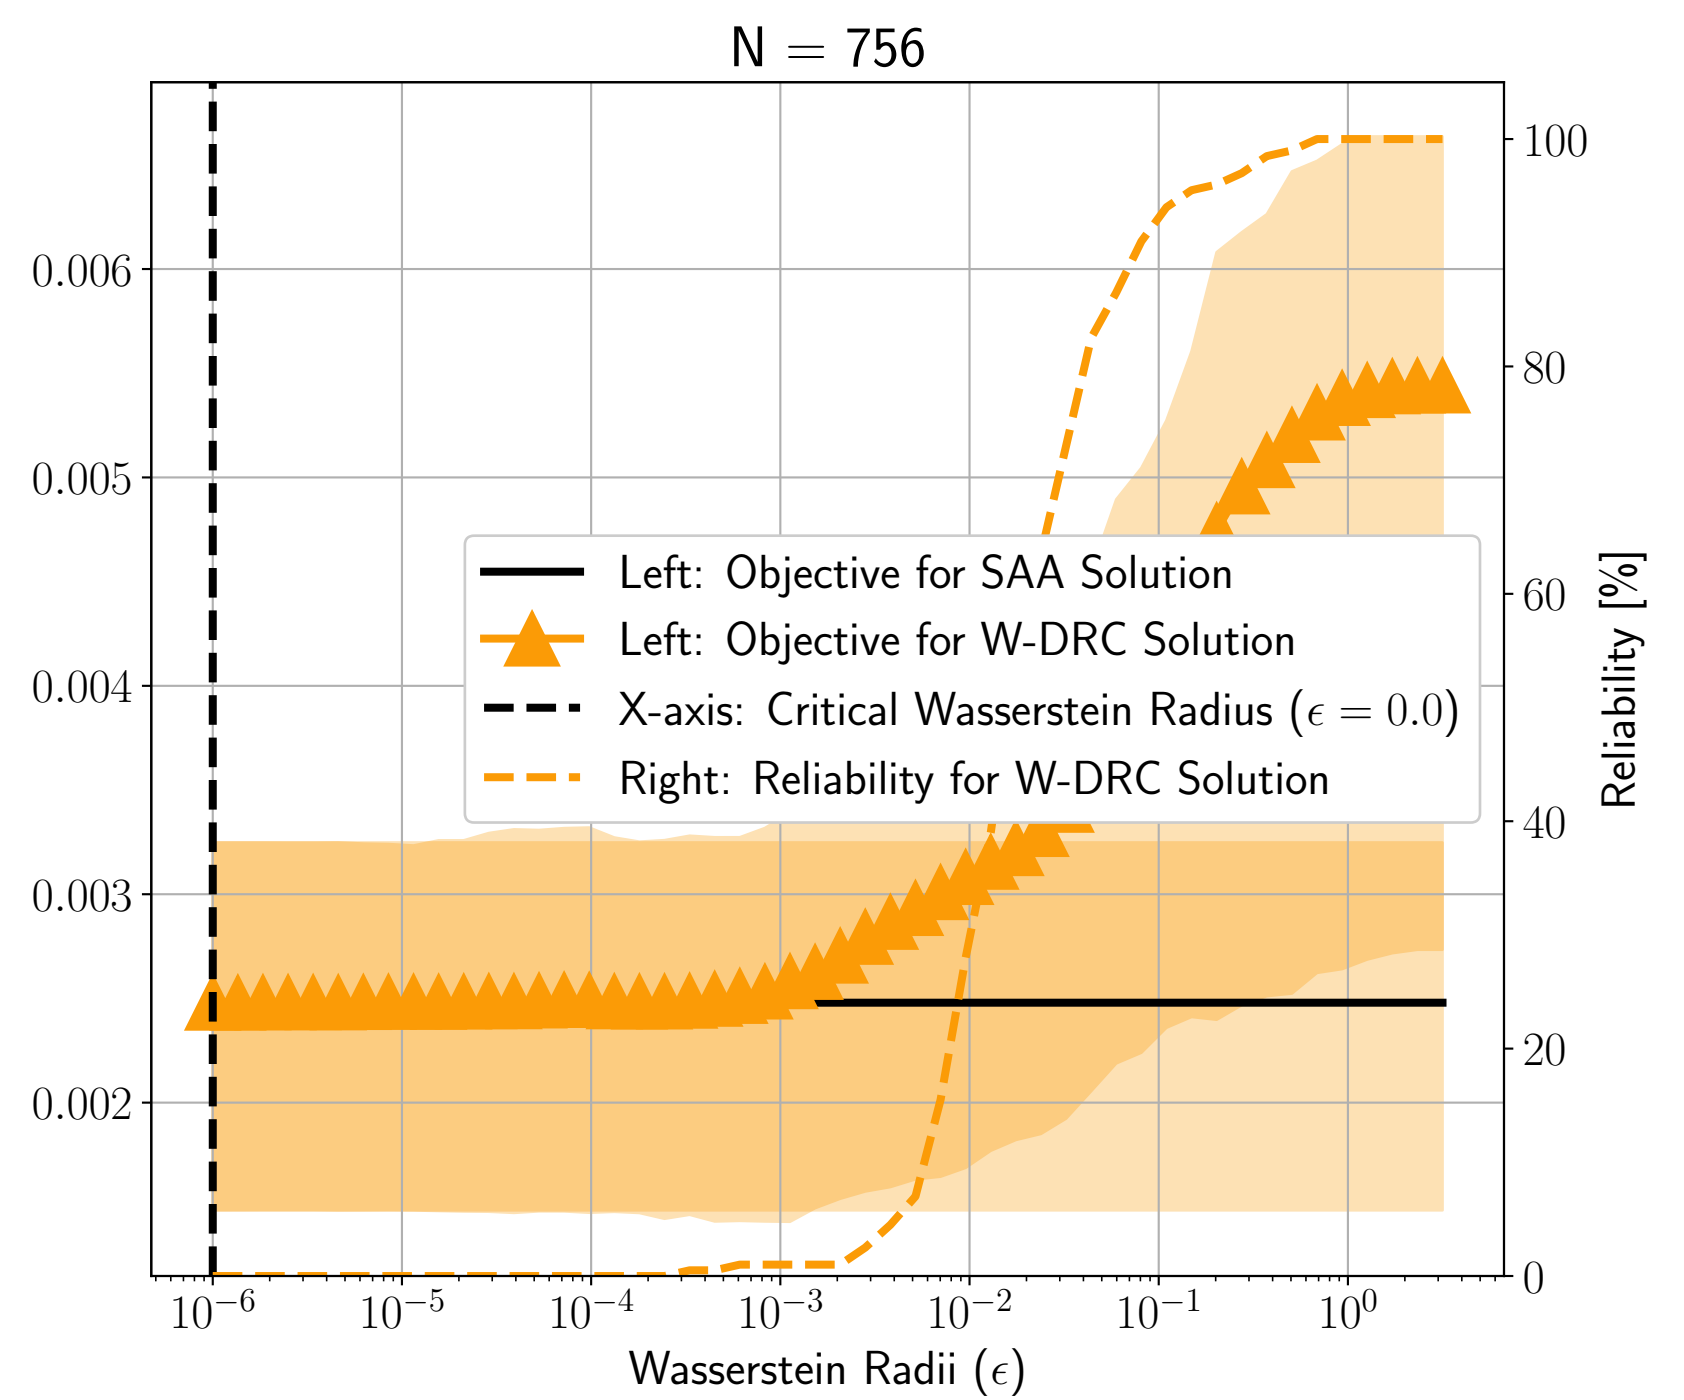 N = 756
0.006
0.005
0.004
0.003
0.002
100
80
60
40
20
0
Reliability [%]
Left: Objective for SAA Solution
Left: Objective for W-DRC Solution
X-axis: Critical Wasserstein Radius (ϵ = 0.0)
Right: Reliability for W-DRC Solution
10⁻⁶ 10⁻⁵ 10⁻⁴ 10⁻³ 10⁻² 10⁻¹ 10⁰
Wasserstein Radii (ϵ)